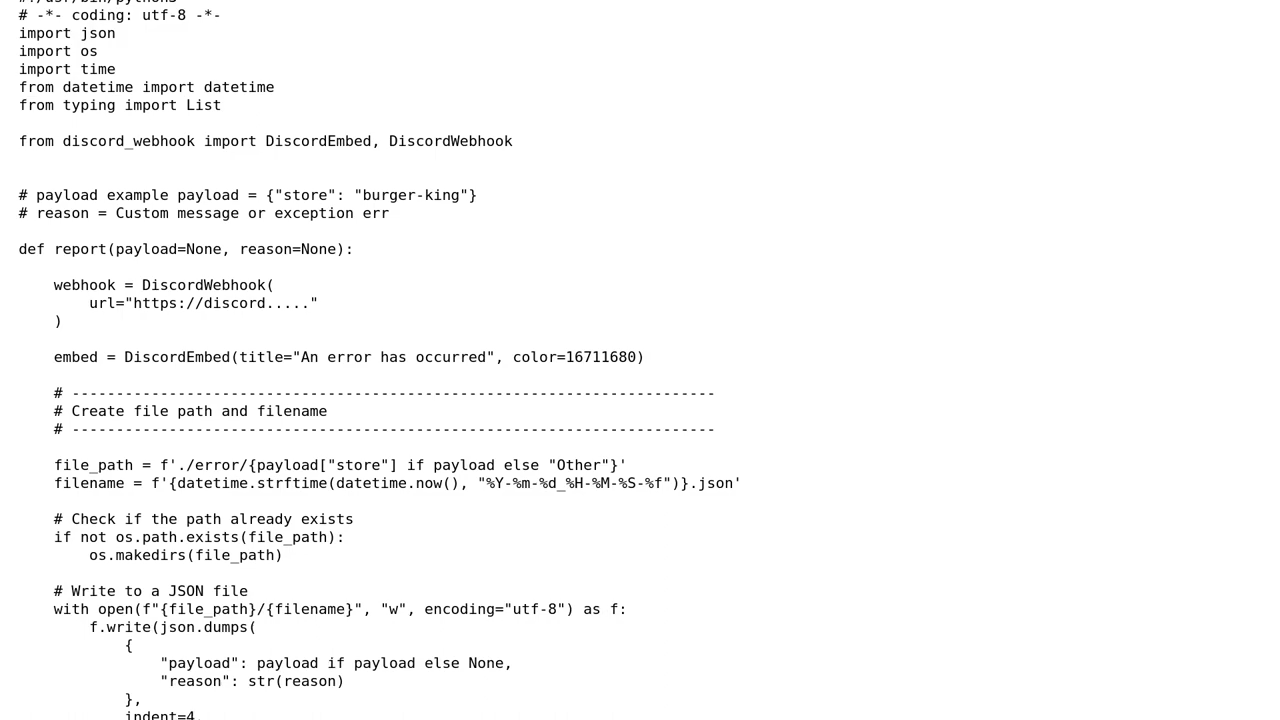 #!/usr/bin/python3
# -*- coding: utf-8 -*-
import json
import os
import time
from datetime import datetime
from typing import List

from discord_webhook import DiscordEmbed, DiscordWebhook


# payload example payload = {"store": "burger-king"}
# reason = Custom message or exception err

def report(payload=None, reason=None):

    webhook = DiscordWebhook(
        url="https://discord....."
    )

    embed = DiscordEmbed(title="An error has occurred", color=16711680)

    # -------------------------------------------------------------------------
    # Create file path and filename
    # -------------------------------------------------------------------------

    file_path = f'./error/{payload["store"] if payload else "Other"}'
    filename = f'{datetime.strftime(datetime.now(), "%Y-%m-%d_%H-%M-%S-%f")}.json'

    # Check if the path already exists
    if not os.path.exists(file_path):
        os.makedirs(file_path)

    # Write to a JSON file
    with open(f"{file_path}/{filename}", "w", encoding="utf-8") as f:
        f.write(json.dumps(
            {
                "payload": payload if payload else None,
                "reason": str(reason)
            },
            indent=4,